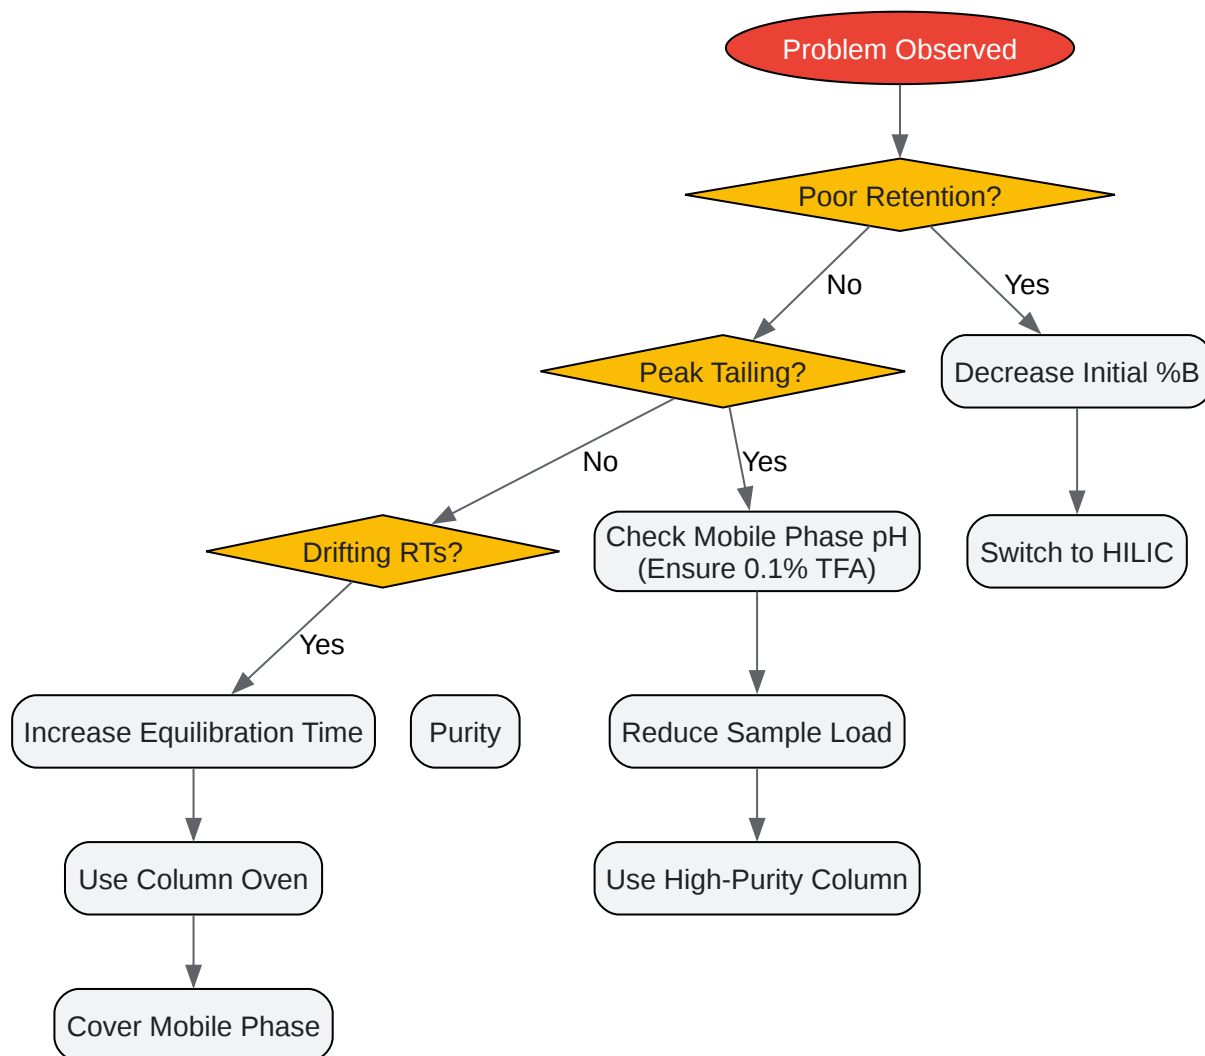 Problem Observed
Poor Retention?
No
Yes
Peak Tailing?
Decrease Initial %B
No
Yes
Drifting RTs?
Check Mobile Phase pH
(Ensure 0.1% TFA)
Switch to HILIC
Yes
Increase Equilibration Time
Purity
Reduce Sample Load
Use Column Oven
Use High-Purity Column
Cover Mobile Phase